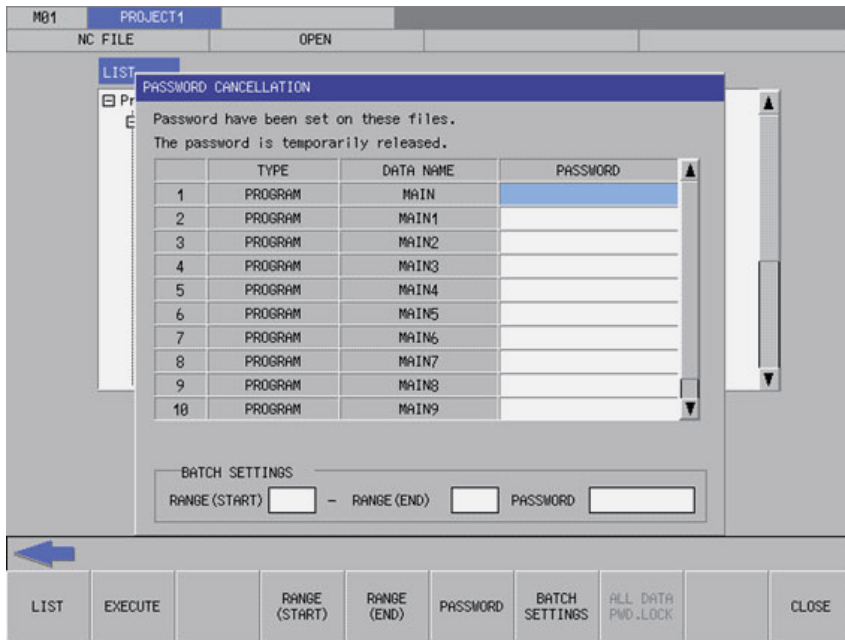 M01 PROJECT1
NC FILE OPEN
LIST
Pr
PASSWORD CANCELLATION
Password have been set on these files.
The password is temporarily released.
TYPE DATA NAME PASSWORD
1 PROGRAM MAIN
2 PROGRAM MAIN1
3 PROGRAM MAIN2
4 PROGRAM MAIN3
5 PROGRAM MAIN4
6 PROGRAM MAIN5
7 PROGRAM MAIN6
8 PROGRAM MAIN7
9 PROGRAM MAIN8
10 PROGRAM MAIN9
BATCH SETTINGS
RANGE(START) - RANGE(END) PASSWORD
LIST EXECUTE RANGE (START) RANGE (END) PASSWORD BATCH SETTINGS ALL DATA PWD.LOCK CLOSE